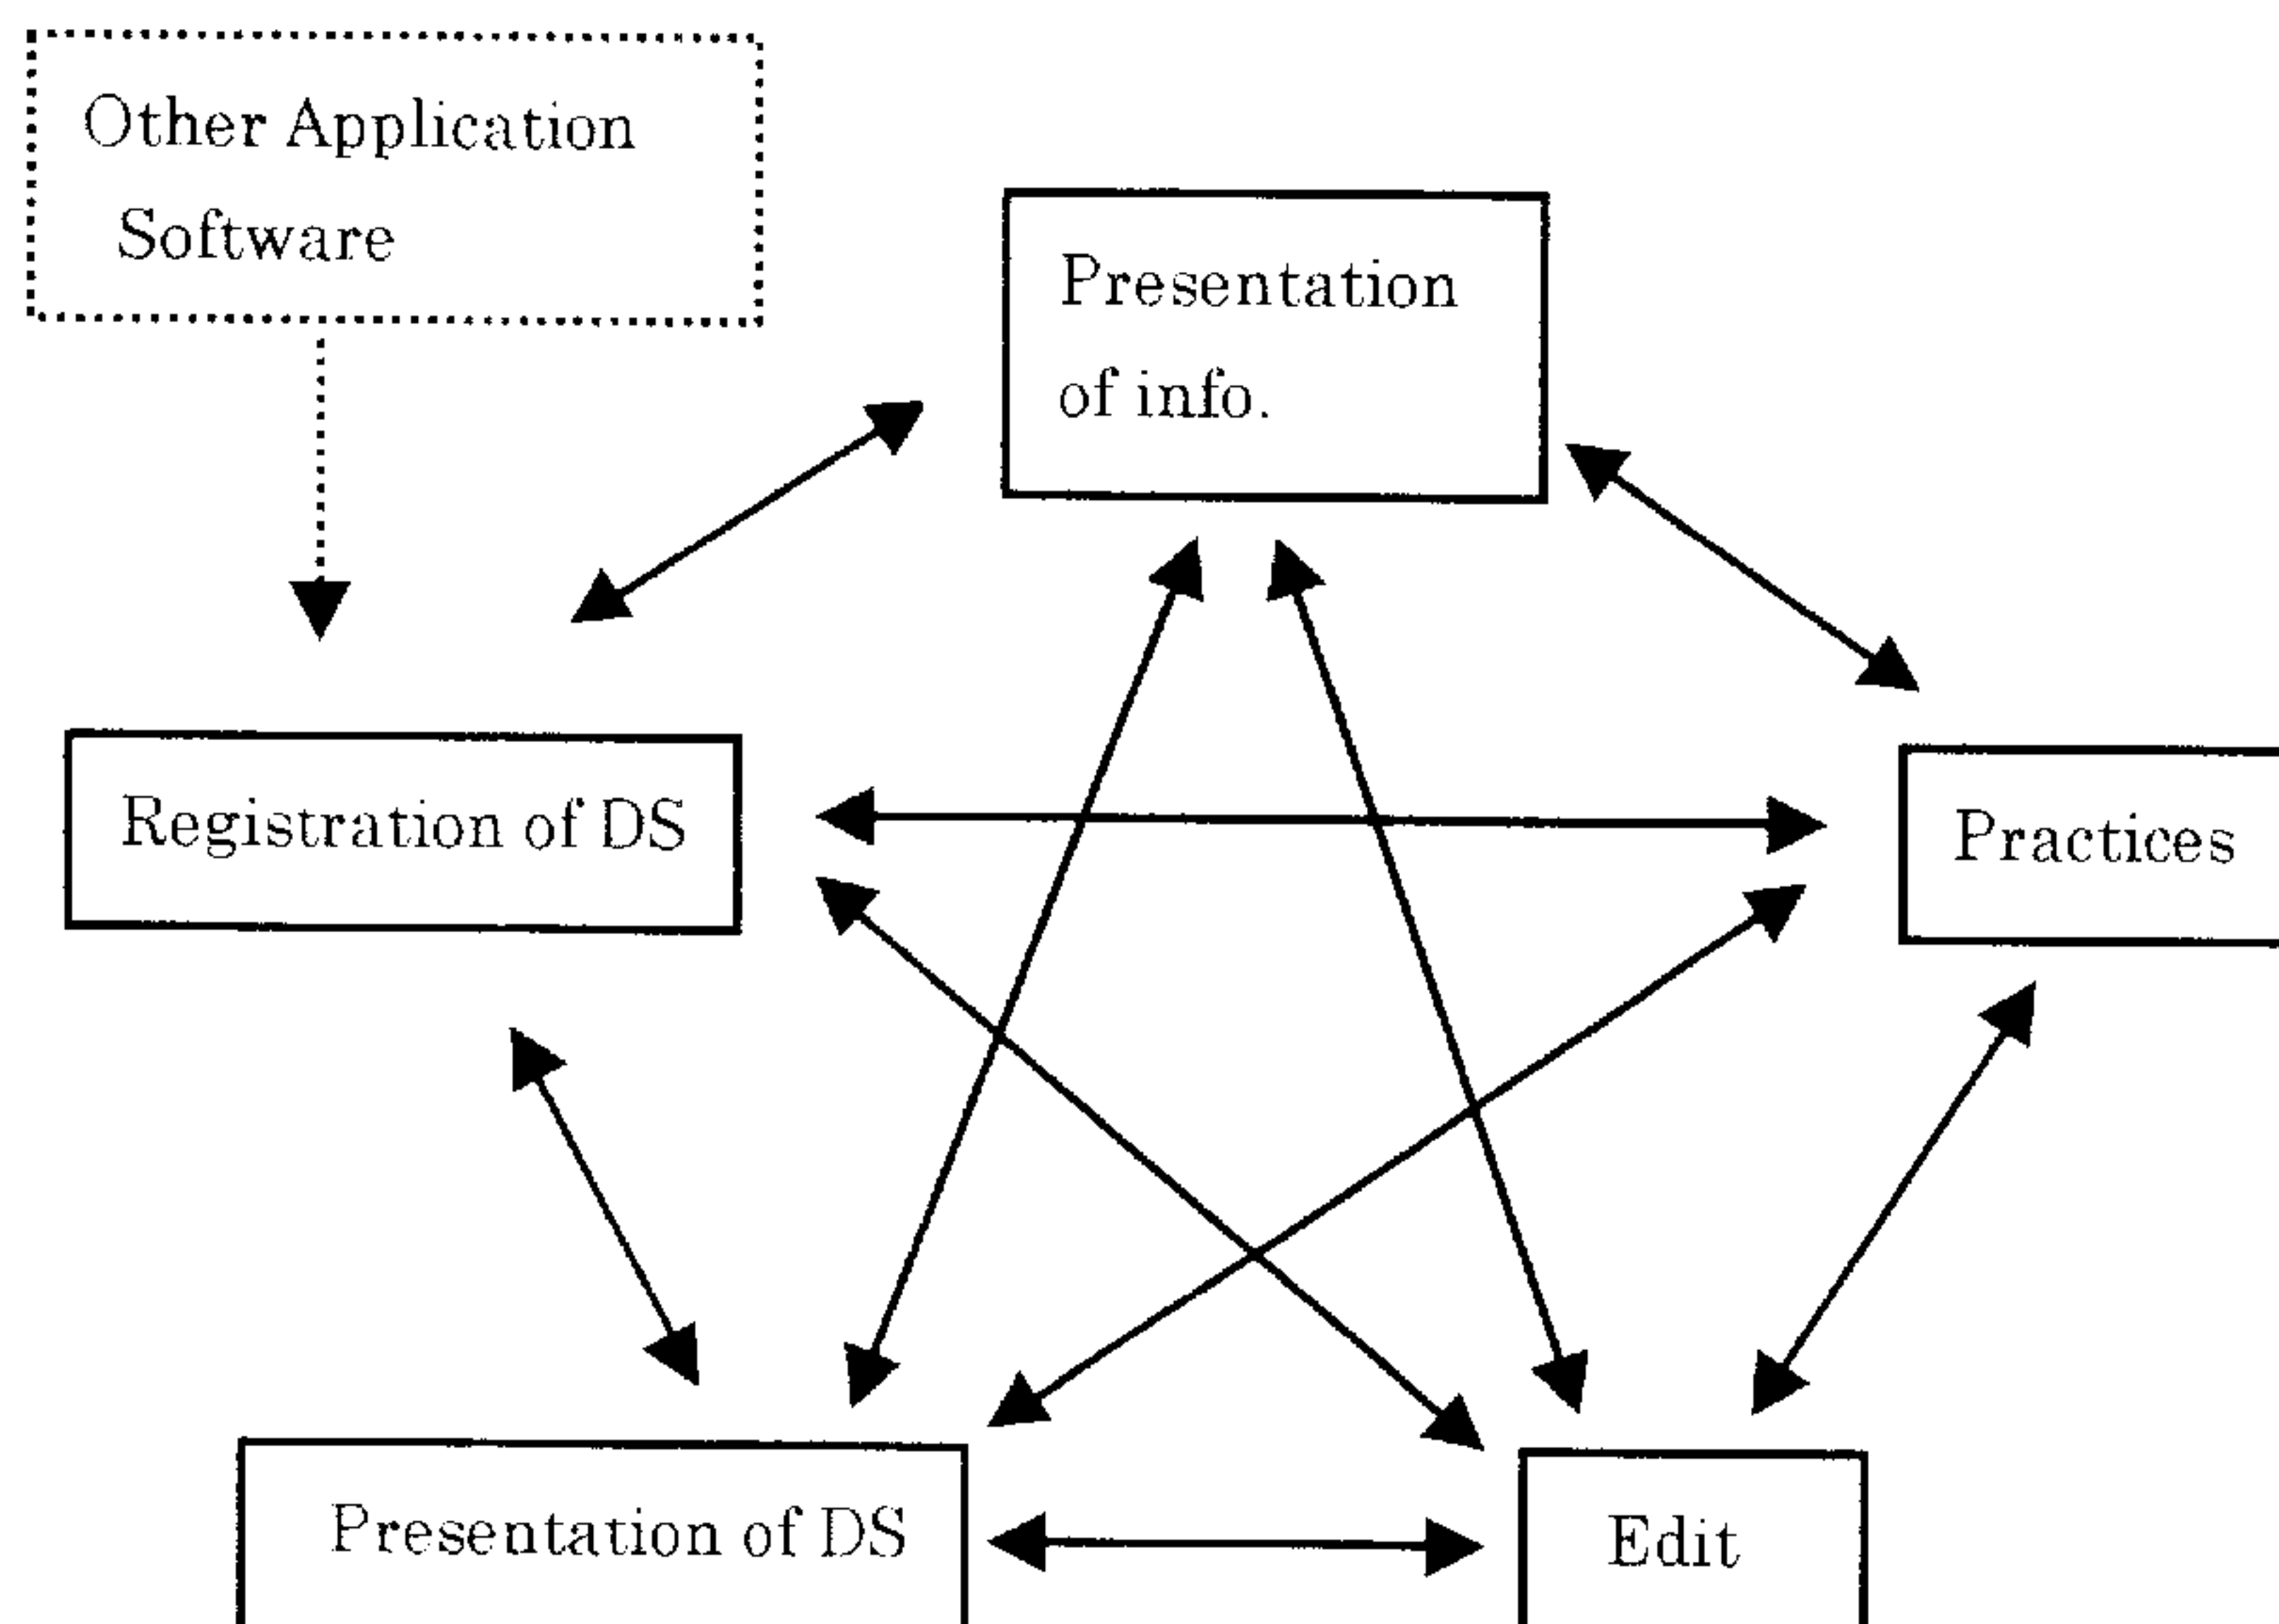 Other Application
Software
Presentation
of info.
Registration of DS
Practices
Presentation of DS
Edit